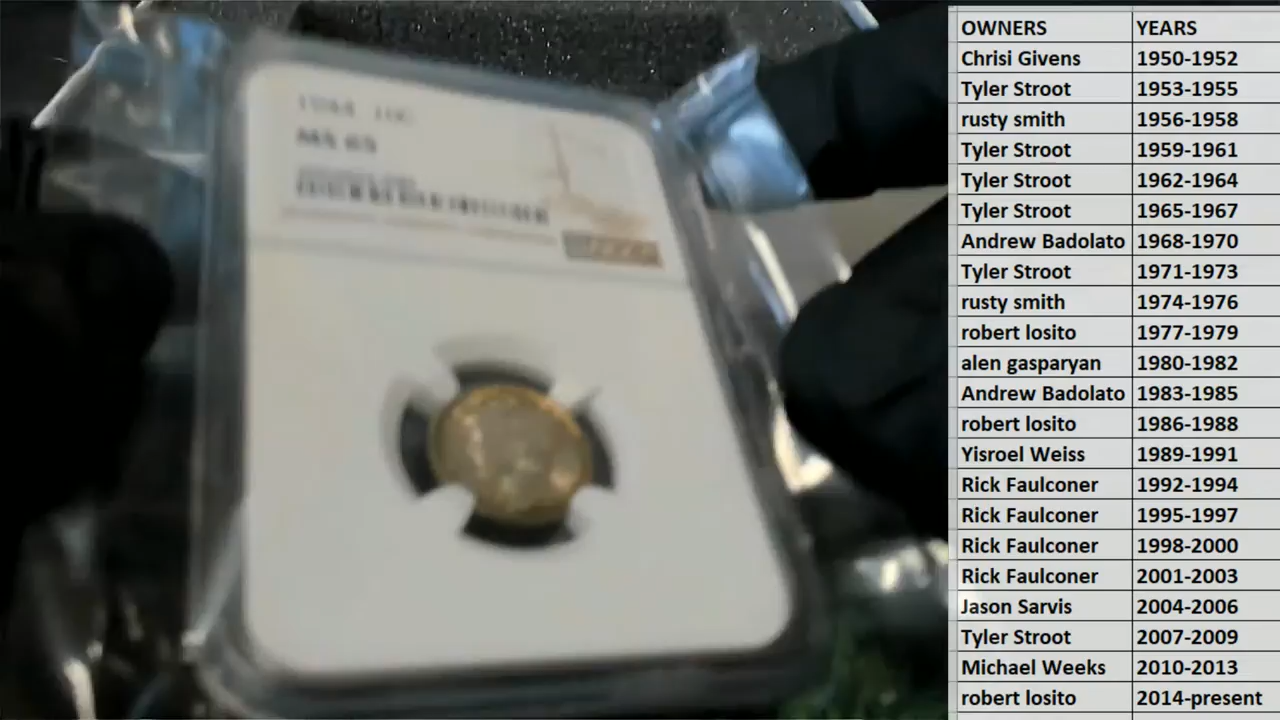 MS 65
OWNERS YEARS
Chrisi Givens 1950-1952
Tyler Stroot 1953-1955
rusty smith 1956-1958
Tyler Stroot 1959-1961
Tyler Stroot 1962-1964
Tyler Stroot 1965-1967
Andrew Badolato 1968-1970
Tyler Stroot 1971-1973
rusty smith 1974-1976
robert losito 1977-1979
alen gasparyan 1980-1982
Andrew Badolato 1983-1985
robert losito 1986-1988
Yisroel Weiss 1989-1991
Rick Faulconer 1992-1994
Rick Faulconer 1995-1997
Rick Faulconer 1998-2000
Rick Faulconer 2001-2003
Jason Sarvis 2004-2006
Tyler Stroot 2007-2009
Michael Weeks 2010-2013
robert losito 2014-present